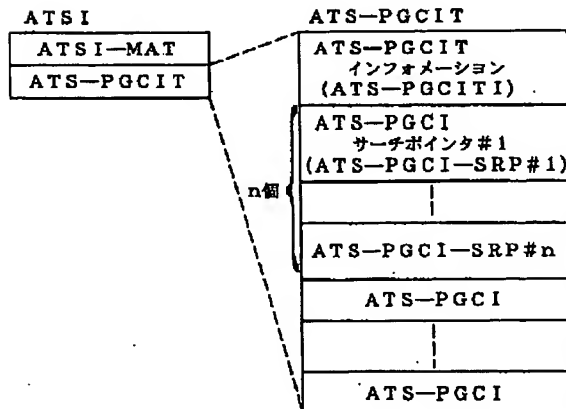 ATSI
ATSI-MAT
ATS-PGCIT
ATS-PGCIT
ATS-PGCIT
インフォメーション
(ATS-PGCITI)
ATS-PGCI
サーチポインタ#1
(ATS-PGCI-SRP#1)
n個
ATS-PGCI-SRP#n
ATS-PGCI
ATS-PGCI